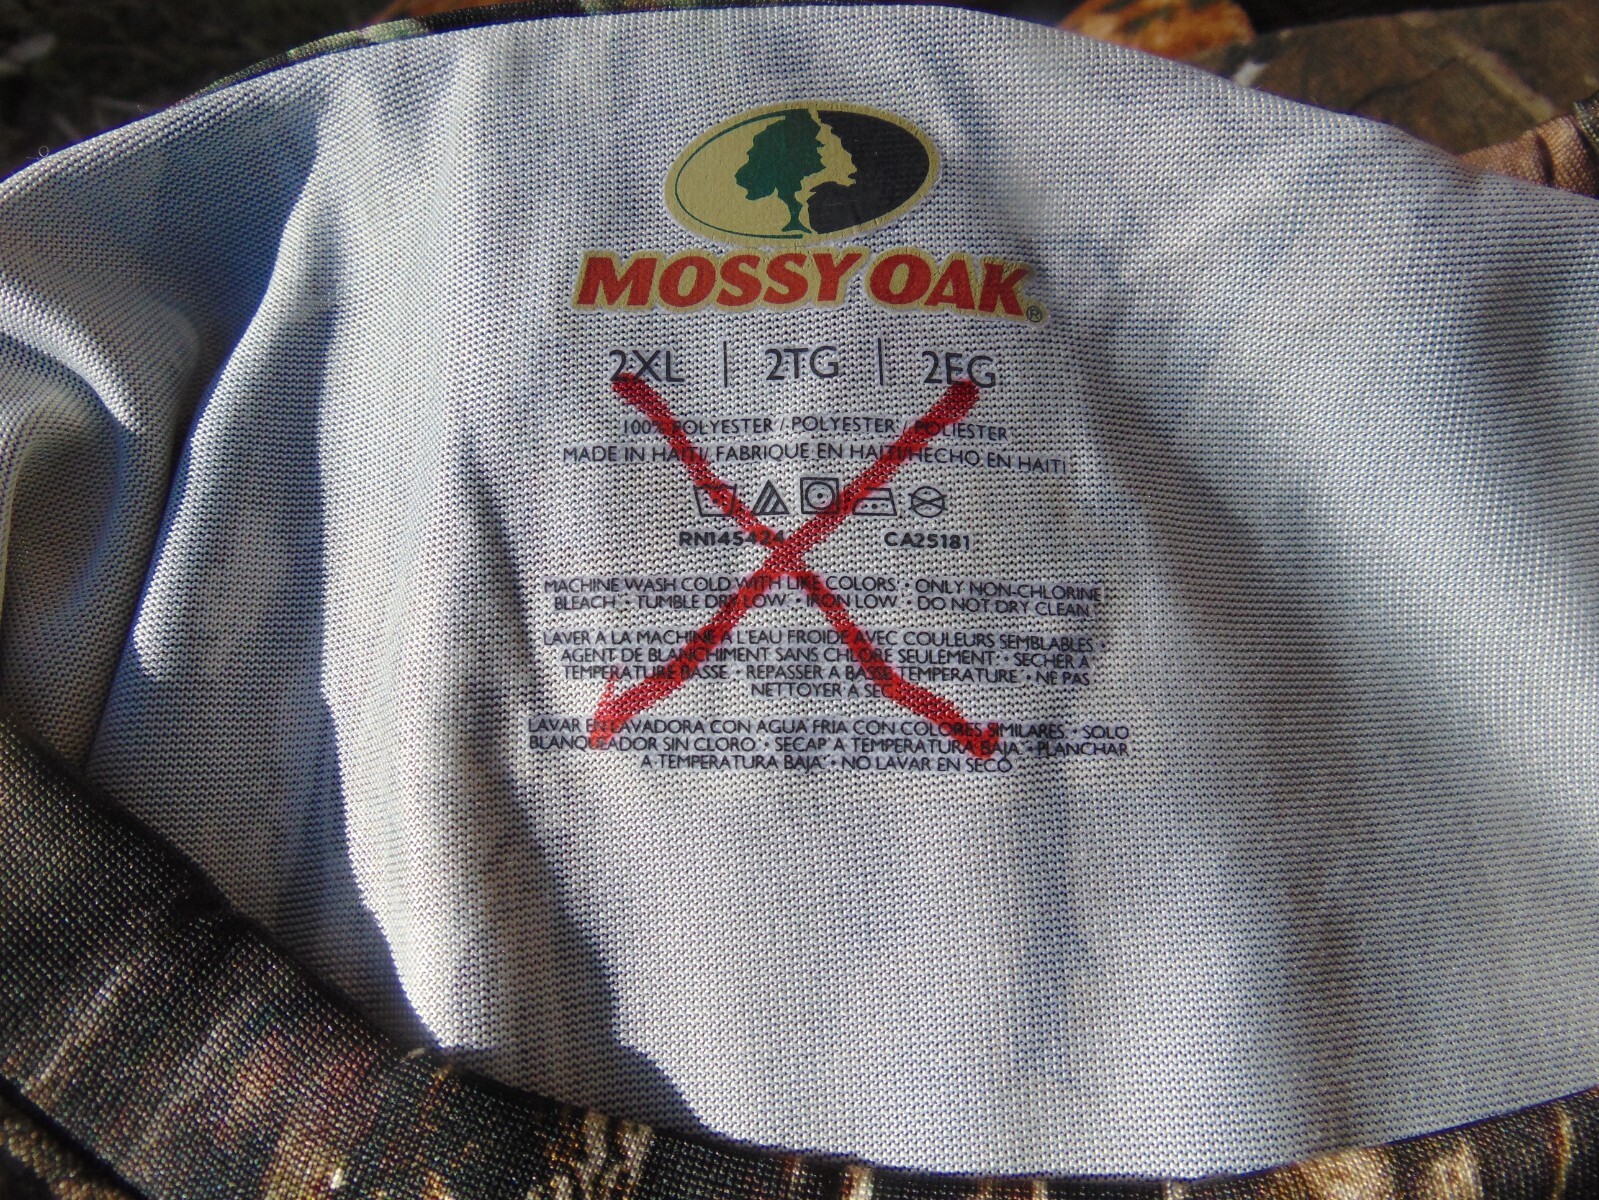 MOSSY OAK®
2XL | 2TG | 2EG
100% POLYESTER / POLYESTER / POLIESTER
MADE IN HAITI/ FABRIQUE EN HAITI/HECHO EN HAITI
RN145424 CA25181
MACHINE WASH COLD WITH LIKE COLORS • ONLY NON-CHLORINE
BLEACH • TUMBLE DRY LOW • IRON LOW • DO NOT DRY CLEAN
LAVER A LA MACHINE A L'EAU FROIDE AVEC COULEURS SEMBLABLES •
AGENT DE BLANCHIMENT SANS CHLORE SEULEMENT • SECHER A
TEMPERATURE BASSE • REPASSER A BASSE TEMPERATURE • NE PAS
NETTOYER A SEC
LAVAR EN LAVADORA CON AGUA FRIA CON COLORES SIMILARES • SOLO
BLANQUEADOR SIN CLORO • SECAR A TEMPERATURA BAJA • PLANCHAR
A TEMPERATURA BAJA • NO LAVAR EN SECO